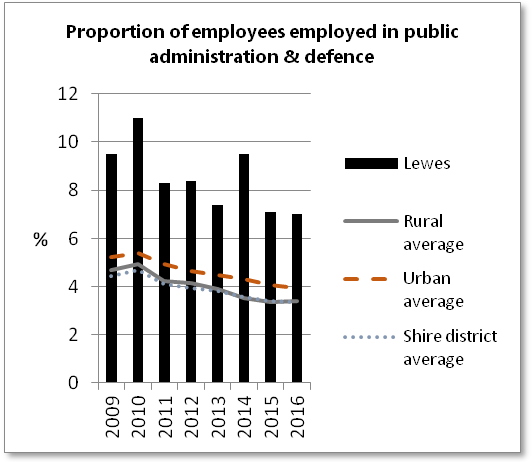 Proportion of employees employed in public
administration & defence
12
10
8
6
4
2
0
%
2009
2010
2011
2012
2013
2014
2015
2016
Lewes
Rural
average
Urban
average
Shire district
average